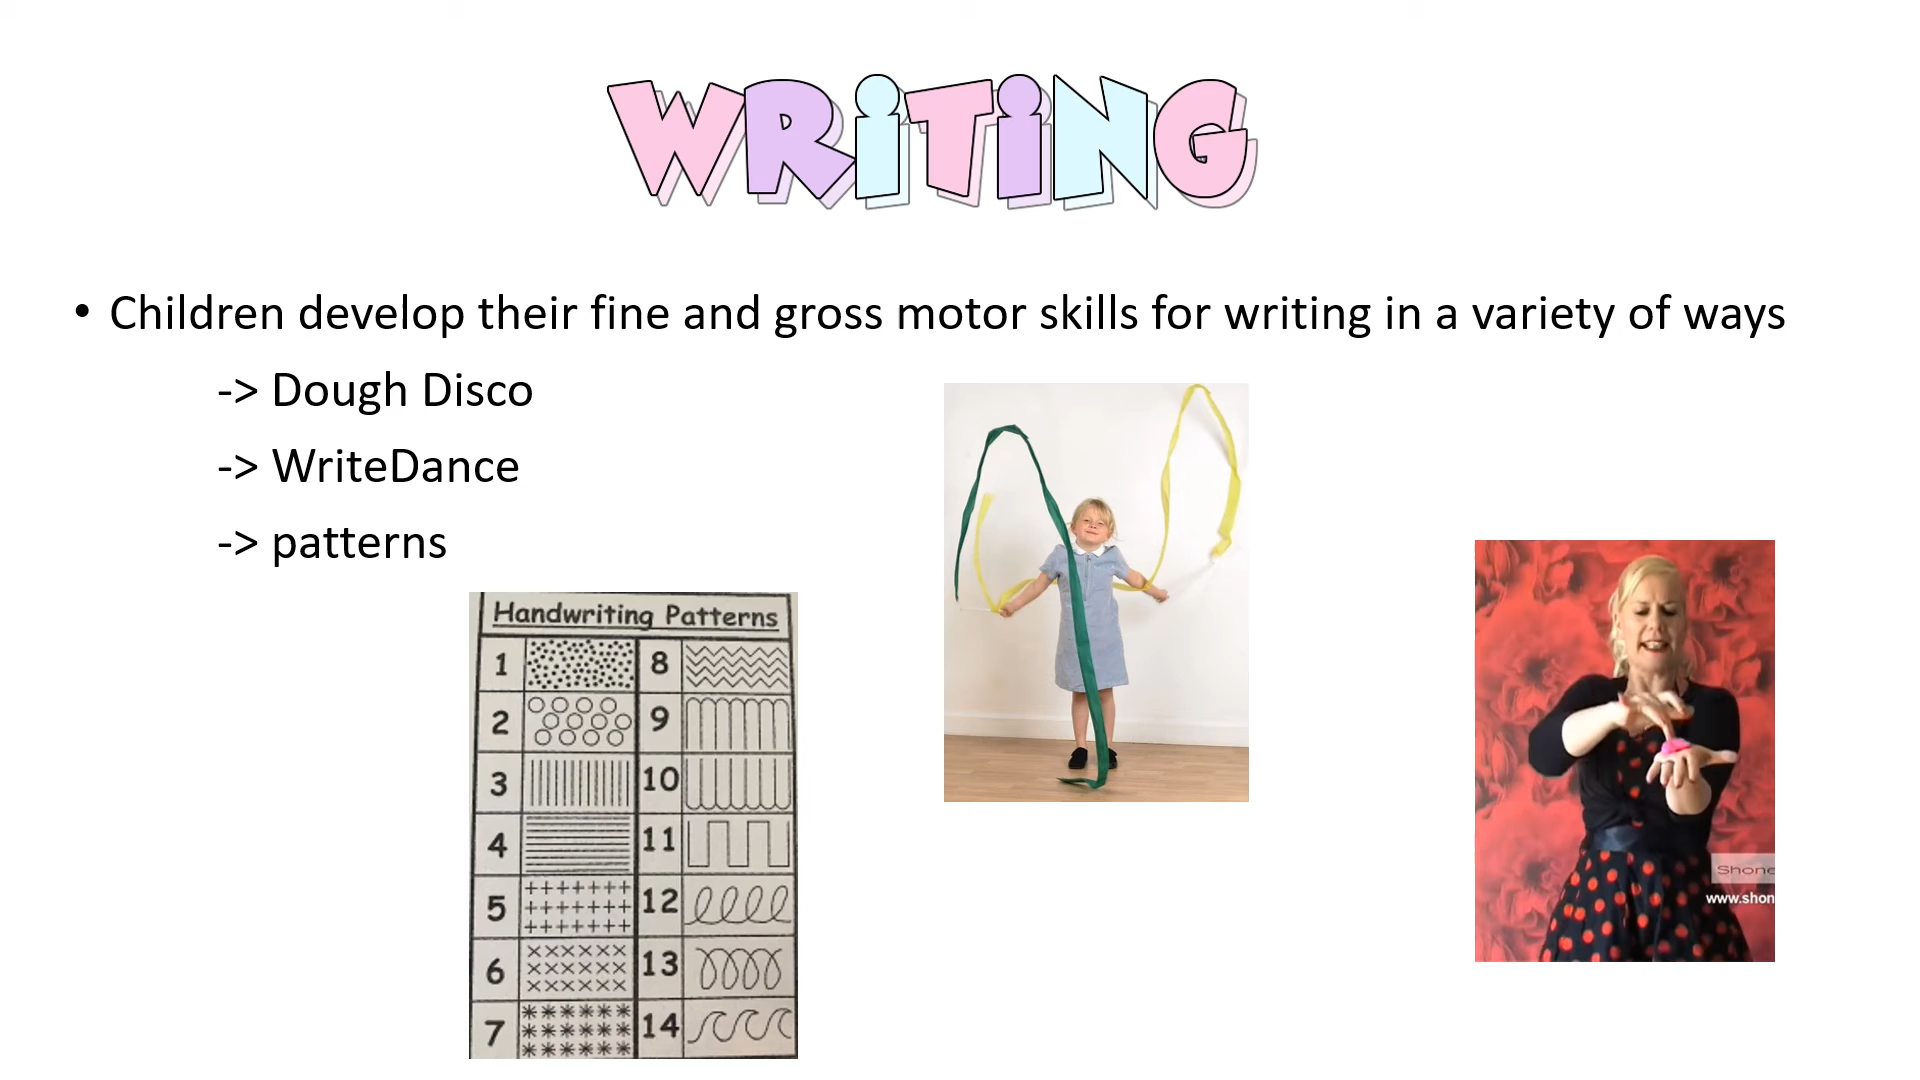 WRiTiNG
• Children develop their fine and gross motor skills for writing in a variety of ways
-> Dough Disco
-> WriteDance
-> patterns
Handwriting Patterns
1 8
2 9
3 10
4 11
5 12
6 13
7 14
Shone
www.shon